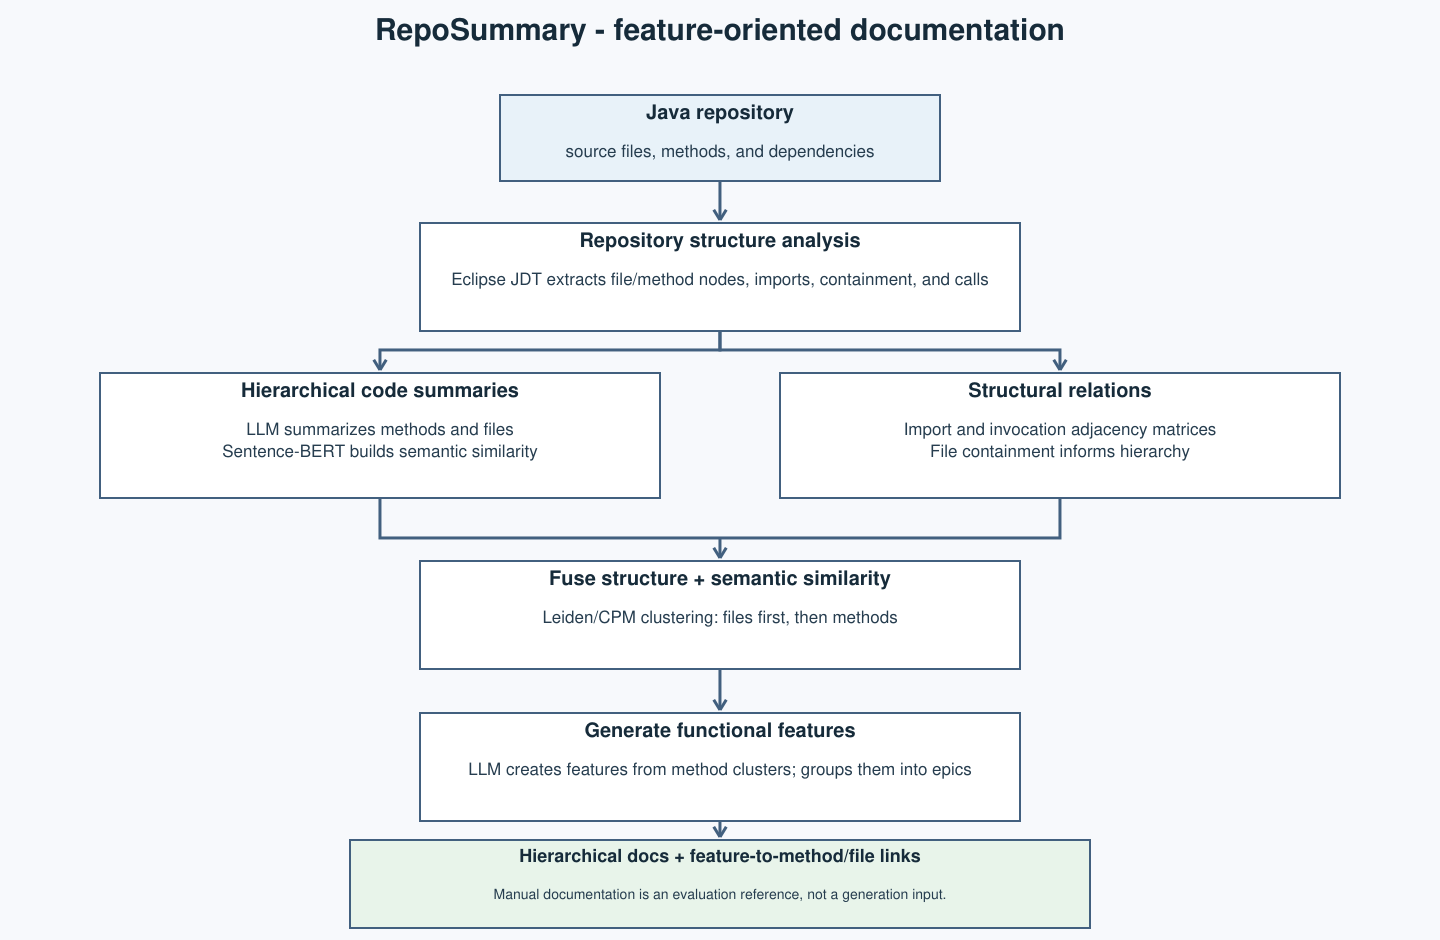 RepoSummary - feature-oriented documentation
Java repository
source files, methods, and dependencies
Repository structure analysis
Eclipse JDT extracts file/method nodes, imports, containment, and calls
Hierarchical code summaries
LLM summarizes methods and files
Sentence-BERT builds semantic similarity
Structural relations
Import and invocation adjacency matrices
File containment informs hierarchy
Fuse structure + semantic similarity
Leiden/CPM clustering: files first, then methods
Generate functional features
LLM creates features from method clusters; groups them into epics
Hierarchical docs + feature-to-method/file links
Manual documentation is an evaluation reference, not a generation input.